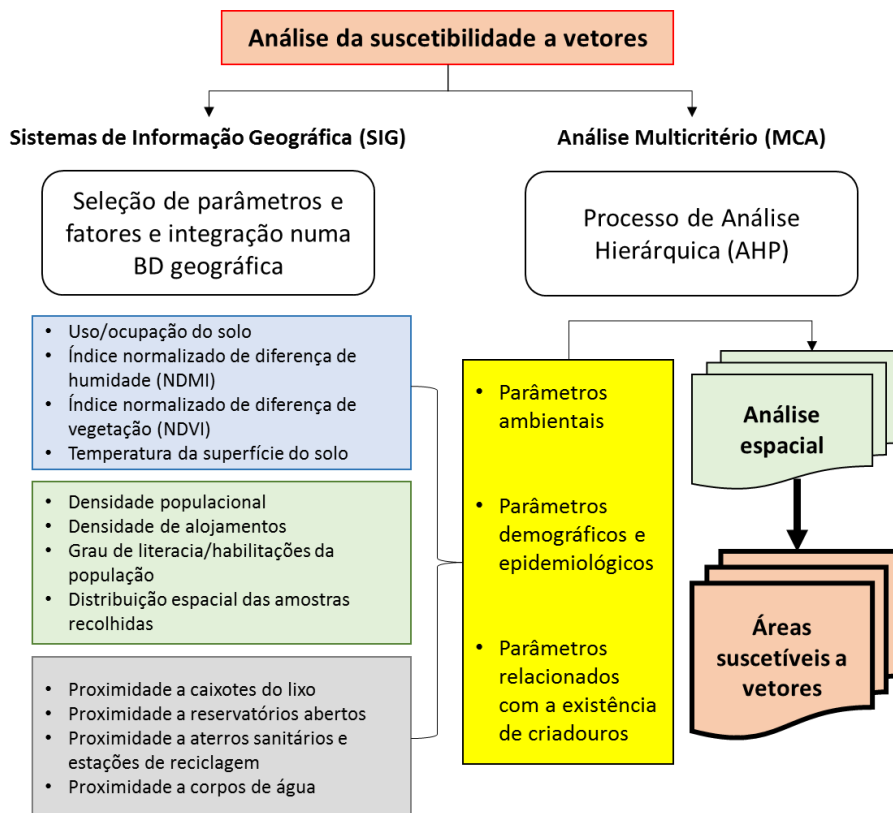 Análise da suscetibilidade a vetores
Sistemas de Informação Geográfica (SIG)
Análise Multicritério (MCA)
Seleção de parâmetros e
fatores e integração numa
BD geográfica
Processo de Análise
Hierárquica (AHP)
• Uso/ocupação do solo
• Índice normalizado de diferença de
humidade (NDMI)
• Índice normalizado de diferença de
vegetação (NDVI)
• Temperatura da superfície do solo
• Densidade populacional
• Densidade de alojamentos
• Grau de literacia/habilitações da
população
• Distribuição espacial das amostras
recolhidas
• Proximidade a caixotes do lixo
• Proximidade a reservatórios abertos
• Proximidade a aterros sanitários e
estações de reciclagem
• Proximidade a corpos de água
• Parâmetros
ambientais
• Parâmetros
demográficos e
epidemiológicos
• Parâmetros
relacionados
com a existência
de criadouros
Análise
espacial
Áreas
suscetíveis a
vetores